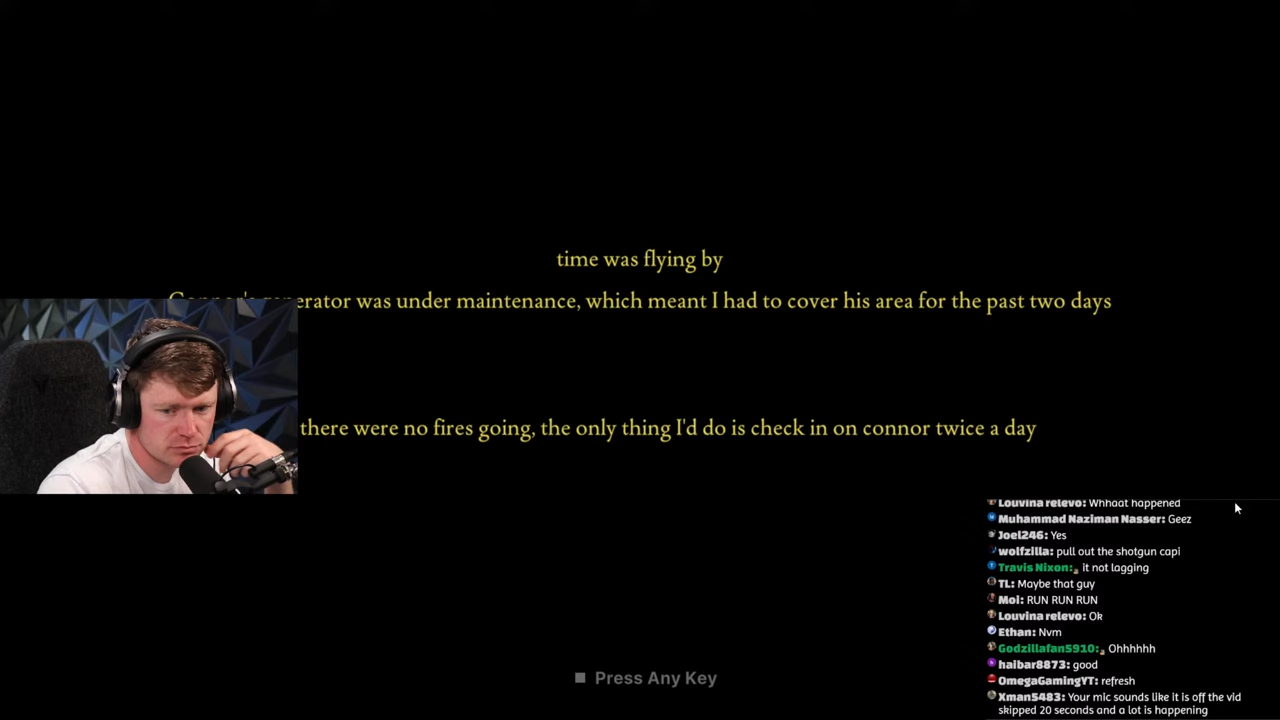 time was flying by
Connor's generator was under maintenance, which meant I had to cover his area for the past two days
there were no fires going, the only thing I'd do is check in on connor twice a day
Louvina relevo: Whhaat happened
Muhammad Naziman Nasser: Geez
Joel246: Yes
wolfzilla: pull out the shotgun capi
Travis Nixon: it not lagging
TL: Maybe that guy
Moi: RUN RUN RUN
Louvina relevo: Ok
Ethan: Nvm
Godzillafan5910: Ohhhhhh
haibar8873: good
OmegaGamingYT: refresh
Xman5483: Your mic sounds like it is off the vid
skipped 20 seconds and a lot is happening
Press Any Key